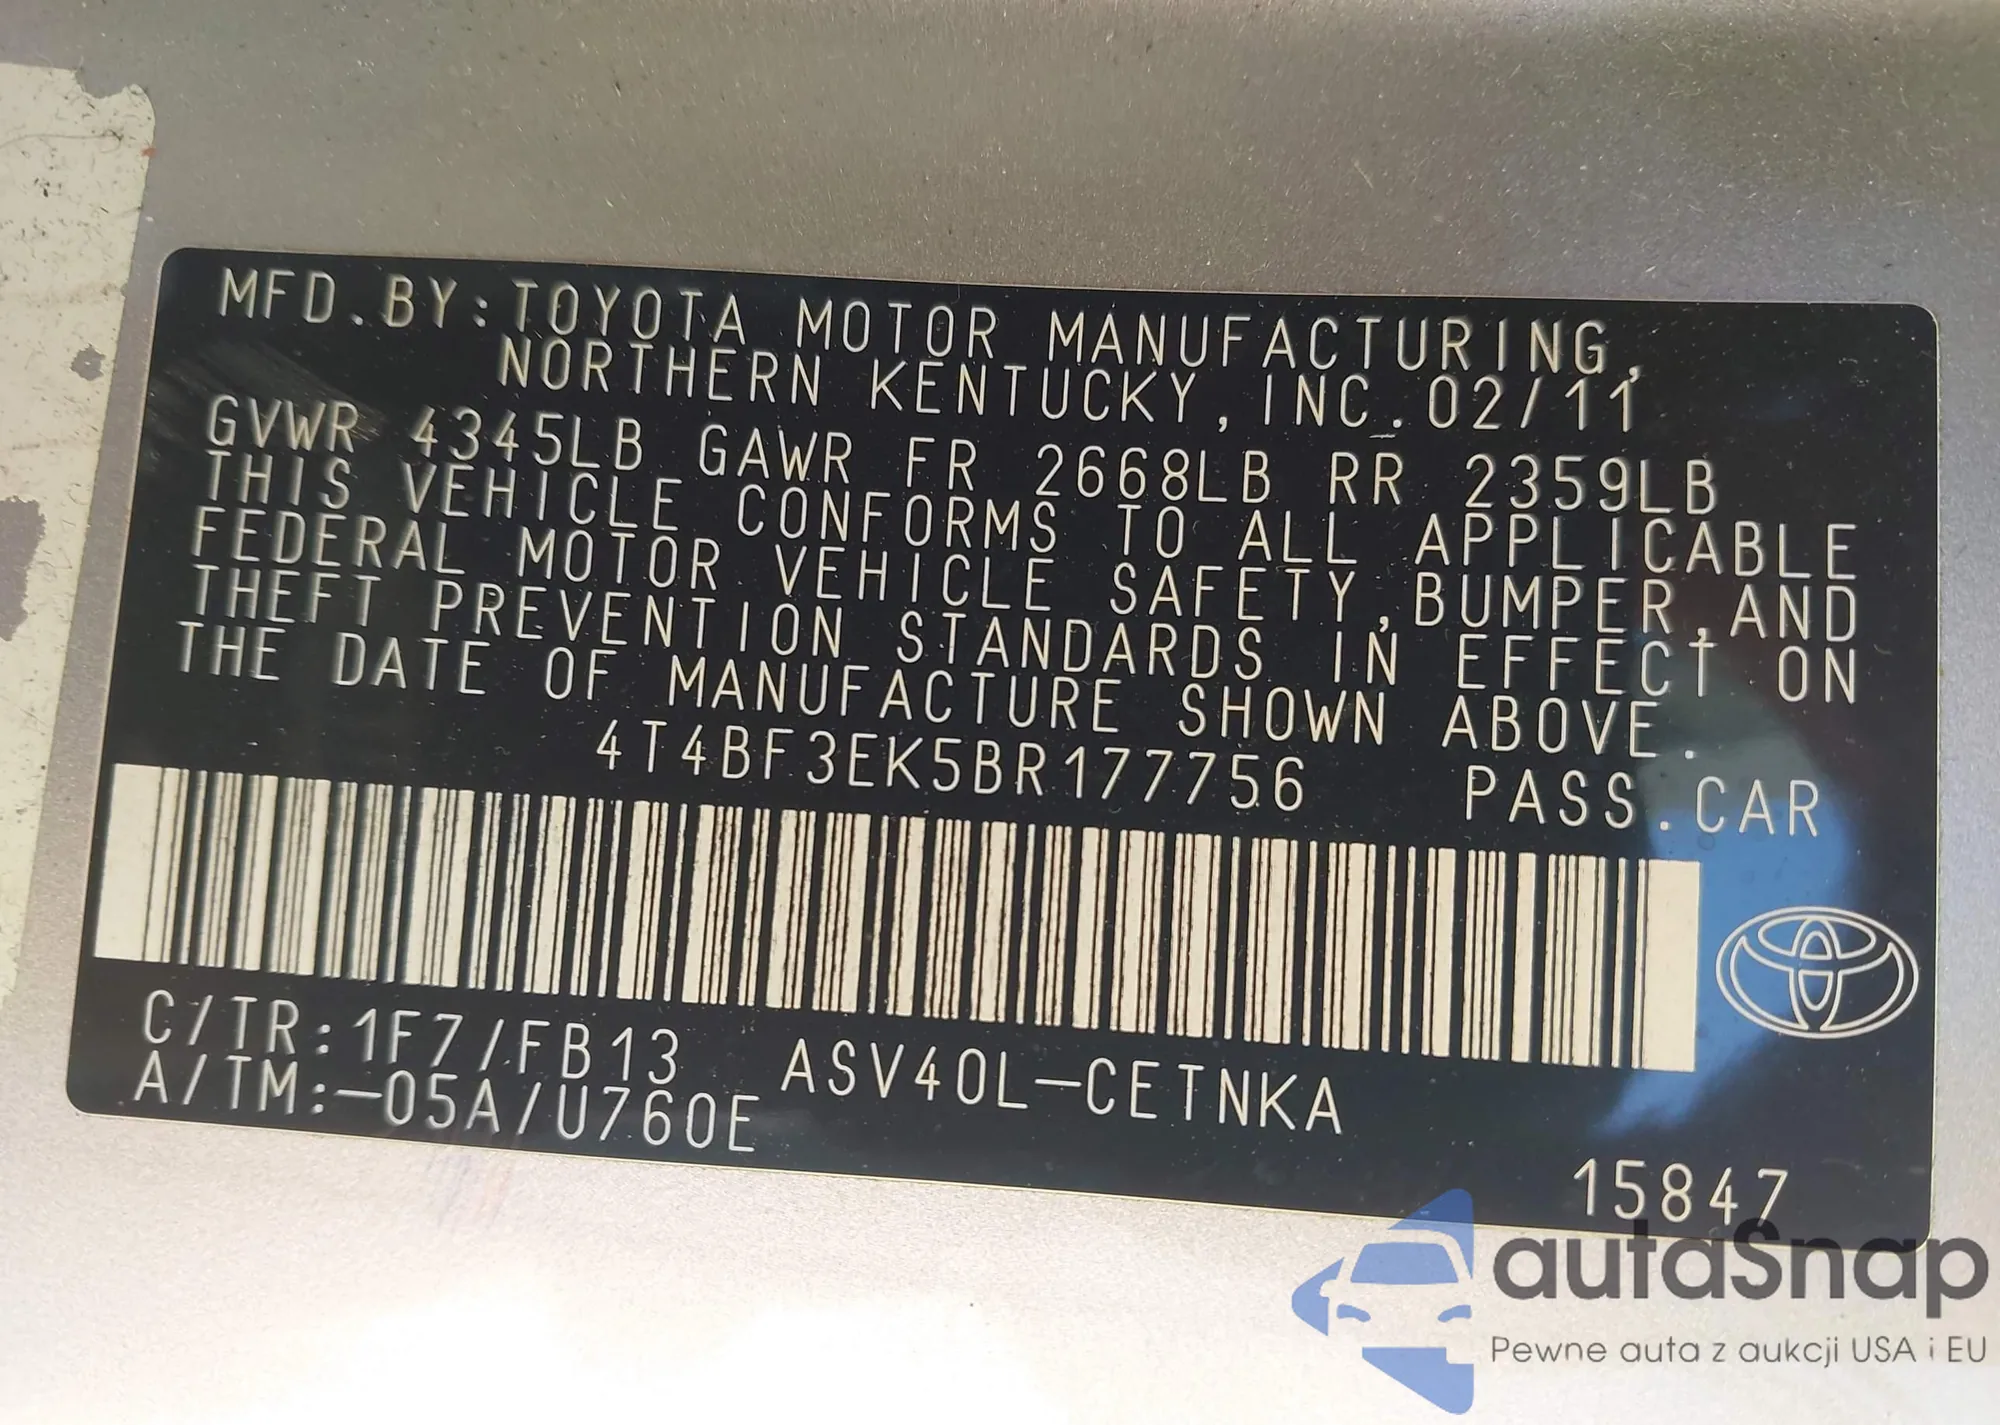 MFD.BY:TOYOTA MOTOR MANUFACTURING,
NORTHERN KENTUCKY,INC.02/11
GVWR 4345LB GAWR FR 2668LB RR 2359LB
THIS VEHICLE CONFORMS TO ALL APPLICABLE
FEDERAL MOTOR VEHICLE SAFETY,BUMPER,AND
THEFT PREVENTION STANDARDS IN EFFECT ON
THE DATE OF MANUFACTURE SHOWN ABOVE.
4T4BF3EK5BR177756 PASS.CAR
C/TR:1F7/FB13 ASV40L-CETNKA
A/TM:-05A/U760E
15847
autaSnap
Pewne auta z aukcji USA i EU